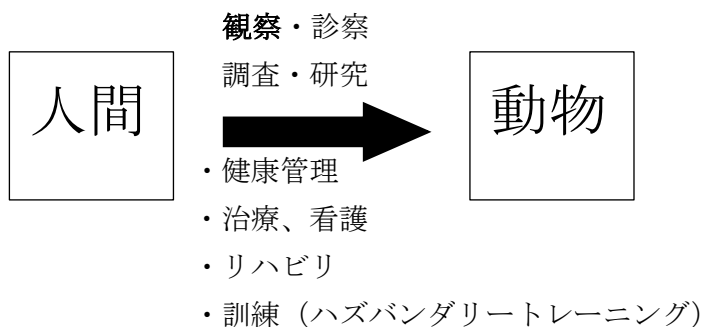 観察・診察
調査・研究
人間
動物
・健康管理
・治療、看護
・リハビリ
・訓練（ハズバンダリートレーニング）